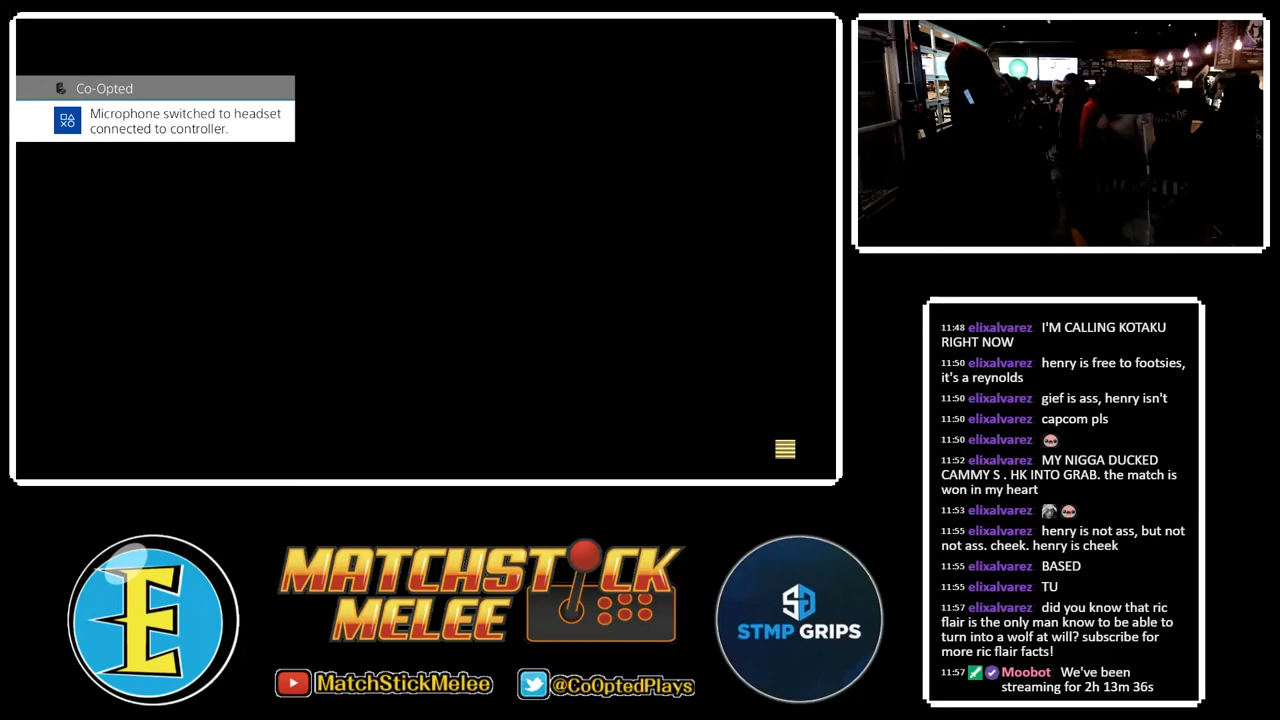 Co-Opted
Microphone switched to headset
connected to controller.
11:48 elixalvarez I'M CALLING KOTAKU
RIGHT NOW
11:50 elixalvarez henry is free to footsies,
it's a reynolds
11:50 elixalvarez gief is ass, henry isn't
11:50 elixalvarez capcom pls
11:50 elixalvarez
11:52 elixalvarez MY NIGGA DUCKED
CAMMY S . HK INTO GRAB. the match is
won in my heart
11:53 elixalvarez
11:55 elixalvarez henry is not ass, but not
not ass. cheek. henry is cheek
11:55 elixalvarez BASED
11:55 elixalvarez TU
11:57 elixalvarez did you know that ric
flair is the only man know to be able to
turn into a wolf at will? subscribe for
more ric flair facts!
11:57 Moobot We've been
streaming for 2h 13m 36s
E
MATCHSTICK
MELEE
MatchStickMelee
@CoOptedPlays
SG
STMP GRIPS